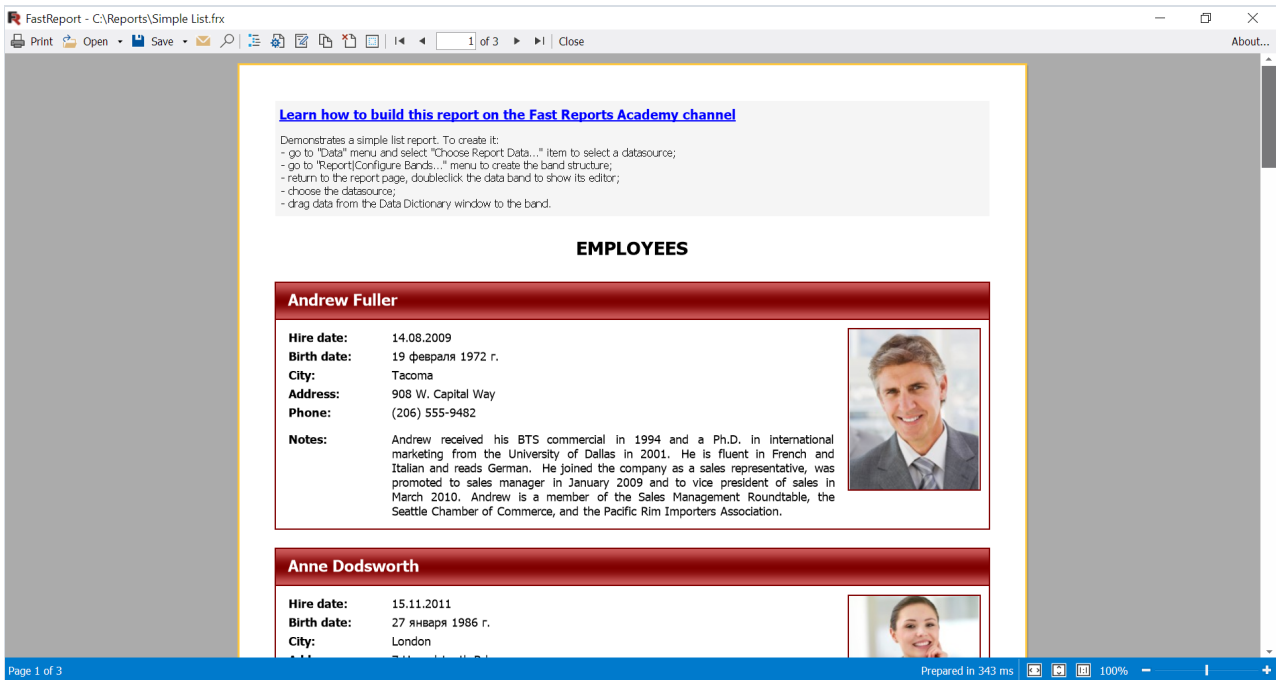 FastReport - C:\Reports\Simple List.frx
Print Open Save 1 of 3 Close About...
Learn how to build this report on the Fast Reports Academy channel
Demonstrates a simple list report. To create it:
- go to "Data" menu and select "Choose Report Data..." item to select a datasource;
- go to "Report|Configure Bands..." menu to create the band structure;
- return to the report page, doubleclick the data band to show its editor;
- choose the datasource;
- drag data from the Data Dictionary window to the band.
EMPLOYEES
Andrew Fuller
Hire date: 14.08.2009
Birth date: 19 февраля 1972 г.
City: Tacoma
Address: 908 W. Capital Way
Phone: (206) 555-9482
Notes: Andrew received his BTS commercial in 1994 and a Ph.D. in international
marketing from the University of Dallas in 2001. He is fluent in French and
Italian and reads German. He joined the company as a sales representative, was
promoted to sales manager in January 2009 and to vice president of sales in
March 2010. Andrew is a member of the Sales Management Roundtable, the
Seattle Chamber of Commerce, and the Pacific Rim Importers Association.
Anne Dodsworth
Hire date: 15.11.2011
Birth date: 27 января 1986 г.
City: London
Page 1 of 3 Prepared in 343 ms 100%